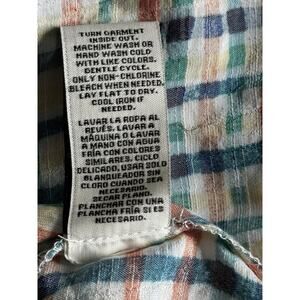 TURN GARMENT
INSIDE OUT.
MACHINE WASH OR
HAND WASH COLD
WITH LIKE COLORS.
GENTLE CYCLE.
ONLY NON-CHLORINE
BLEACH WHEN NEEDED.
LAY FLAT TO DRY.
COOL IRON IF
NEEDED.
LAVAR LA ROPA AL
REVÉS. LAVAR A
MÁQUINA O LAVAR
A MANO CON AGUA
FRÍA CON COLORES
SIMILARES. CICLO
DELICADO. USAR SOLO
BLANQUEADOR SIN
CLORO CUANDO SEA
NECESARIO.
SECAR PLANO.
PLANCHAR CON UNA
PLANCHA FRÍA SI ES
NECESARIO.